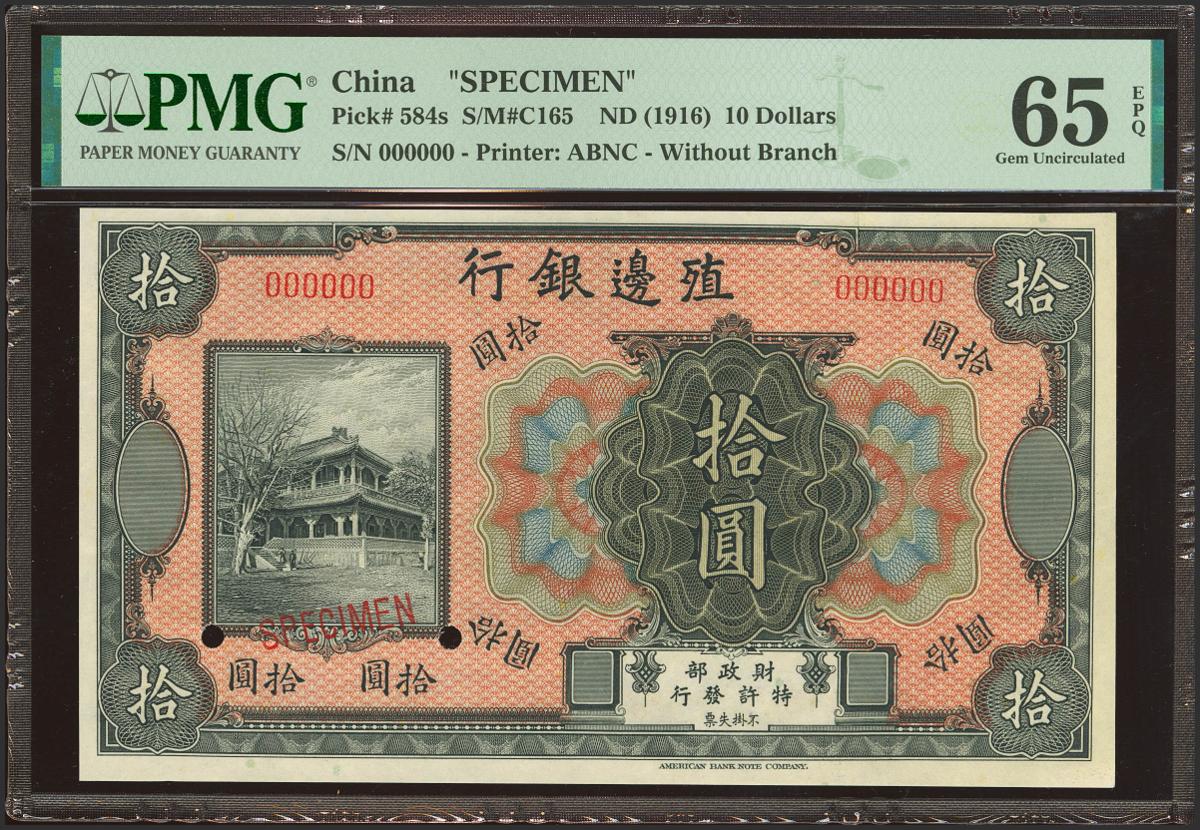 PMG®
PAPER MONEY GUARANTY
China "SPECIMEN"
Pick# 584s S/M#C165 ND (1916) 10 Dollars
S/N 000000 - Printer: ABNC - Without Branch
65
EPQ
Gem Uncirculated
拾
拾
殖邊銀行
000000
000000
拾圓
拾圓
拾圓
SPECIMEN
拾圓
拾圓
拾圓 拾圓
財政部
特許發行
不掛失票
拾
拾
AMERICAN BANK NOTE COMPANY.